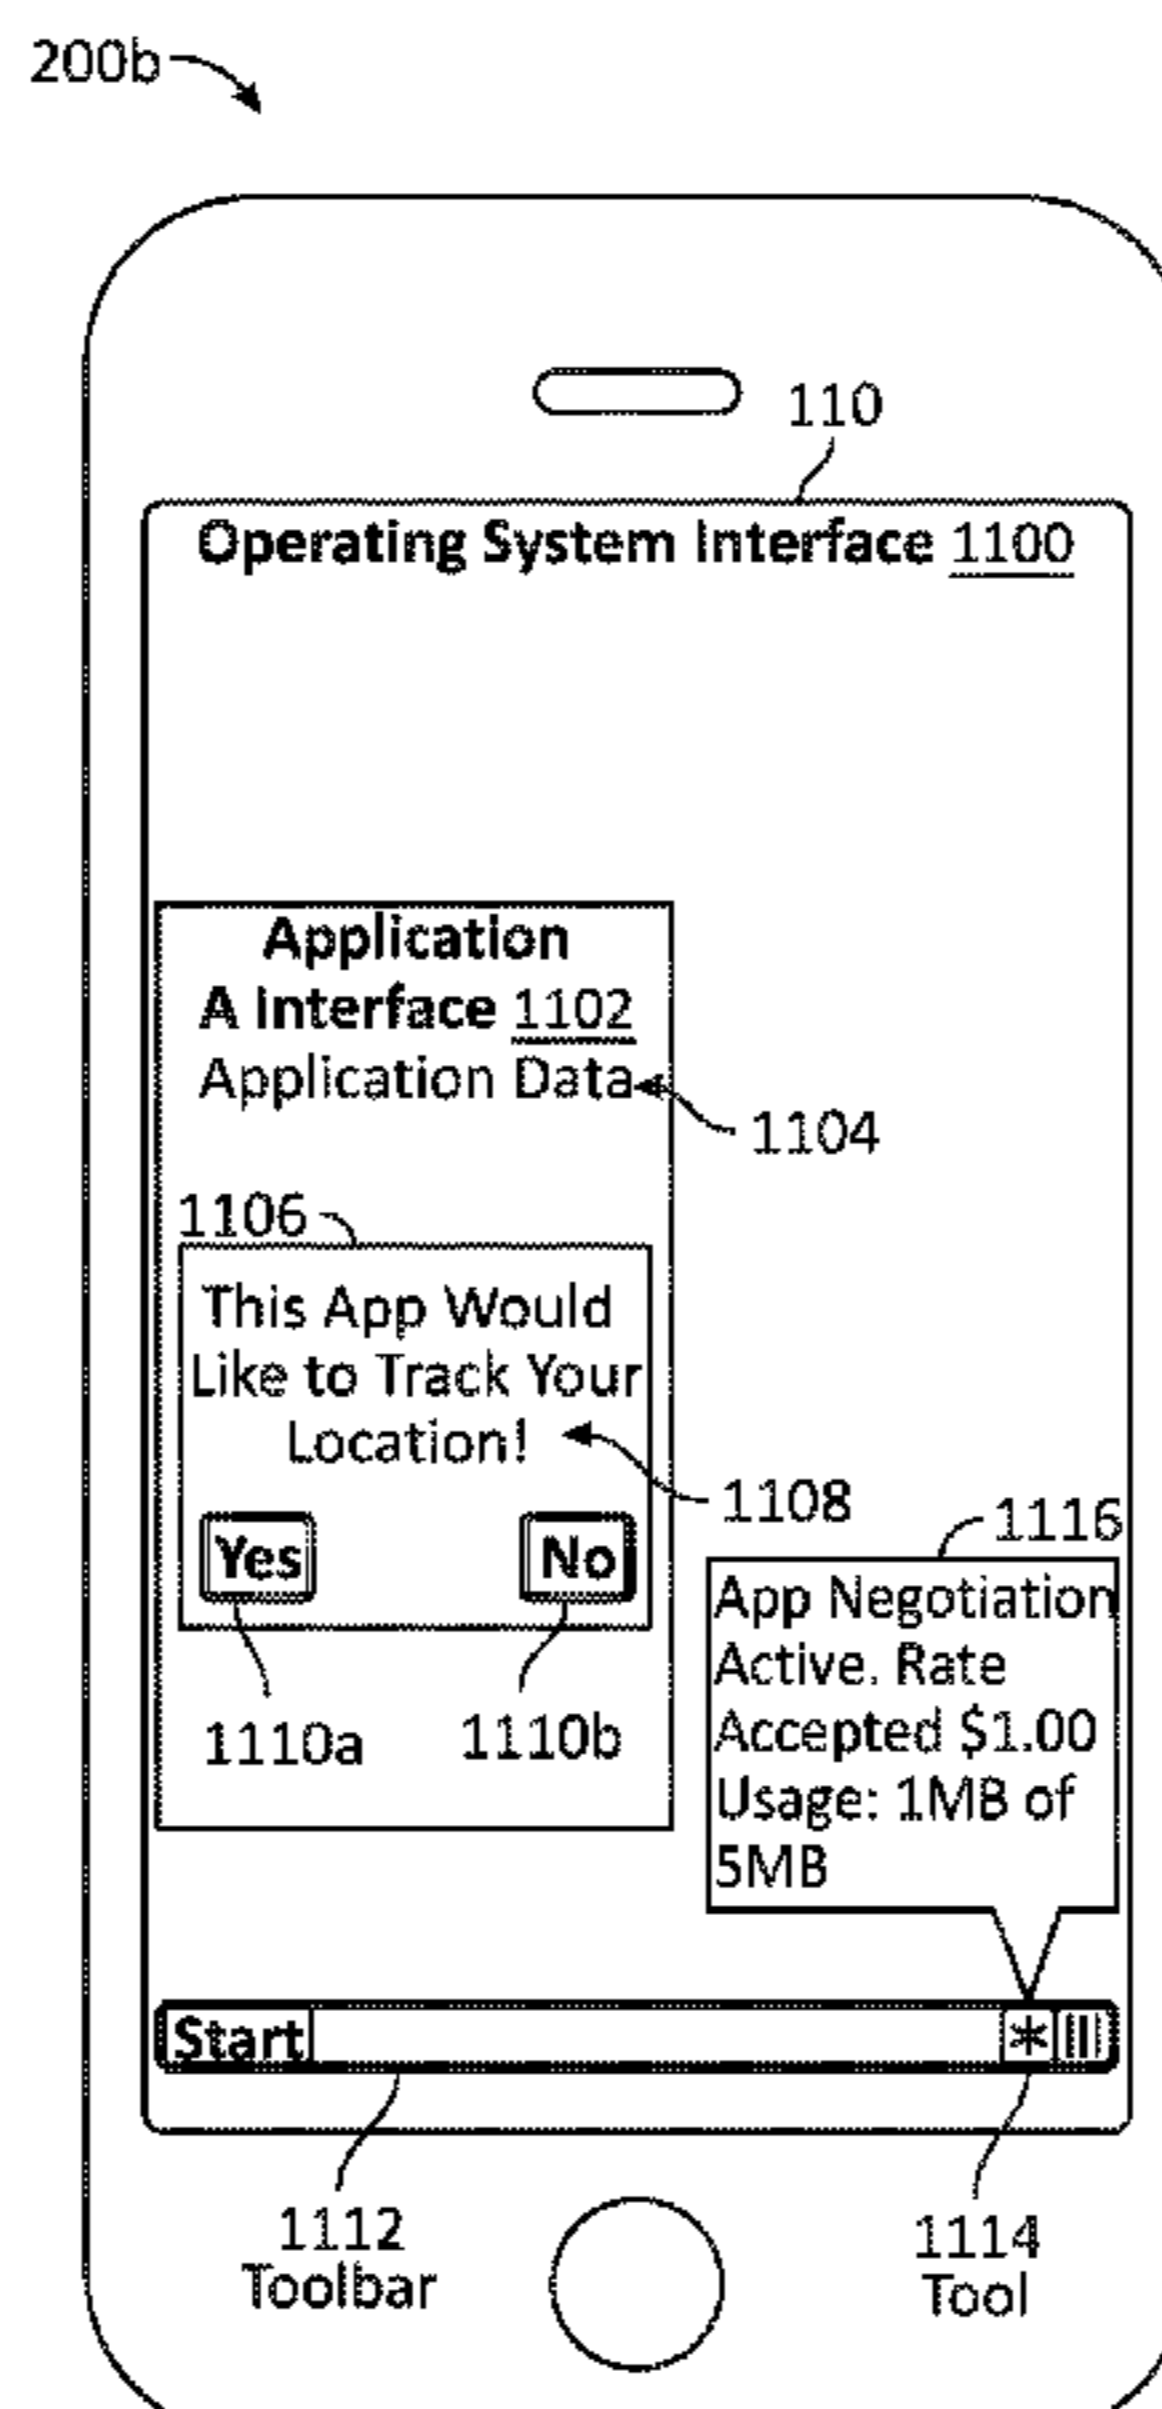 200b
110
Operating System Interface 1100
Application
A Interface 1102
Application Data
1104
1106
This App Would
Like to Track Your
Location!
1108
Yes
No
1110a
1110b
1116
App Negotiation
Active. Rate
Accepted $1.00
Usage: 1MB of
5MB
Start
*
1112
Toolbar
1114
Tool